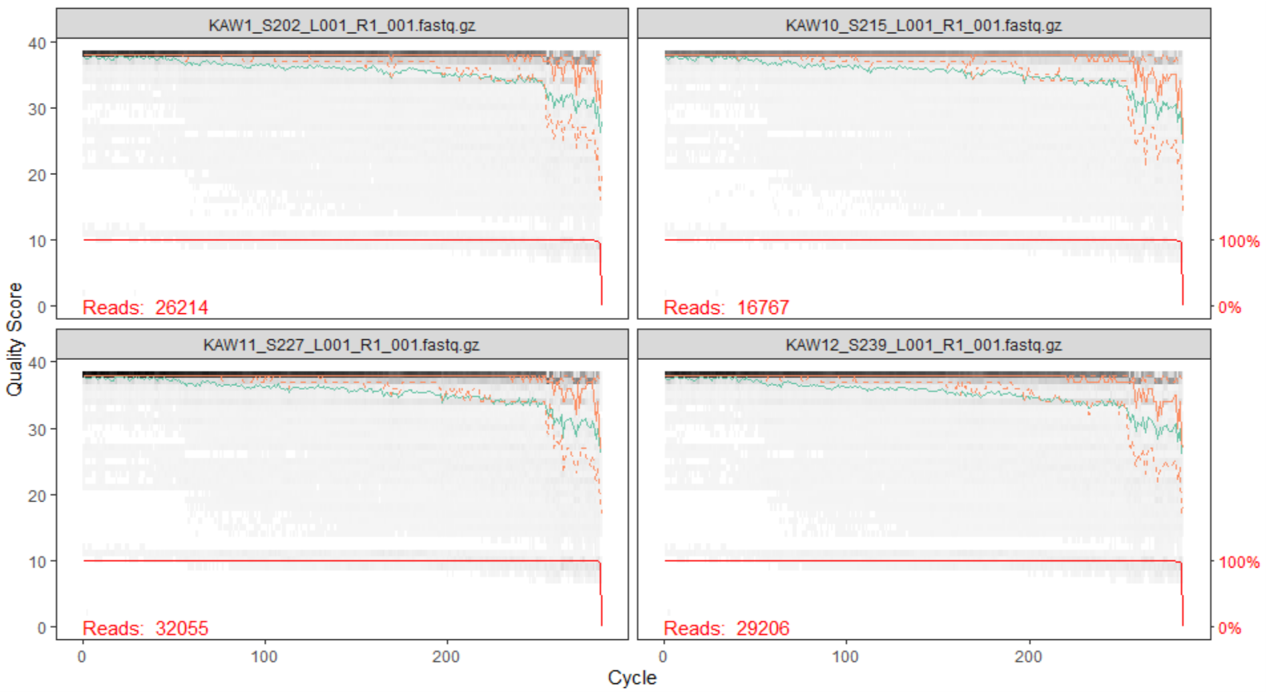 KAW1_S202_L001_R1_001.fastq.gz
KAW10_S215_L001_R1_001.fastq.gz
40
30
20
10
0
100%
0%
Reads: 26214
Reads: 16767
KAW11_S227_L001_R1_001.fastq.gz
KAW12_S239_L001_R1_001.fastq.gz
40
30
20
10
0
100%
0%
Reads: 32055
Reads: 29206
0
100
200
0
100
200
Quality Score
Cycle